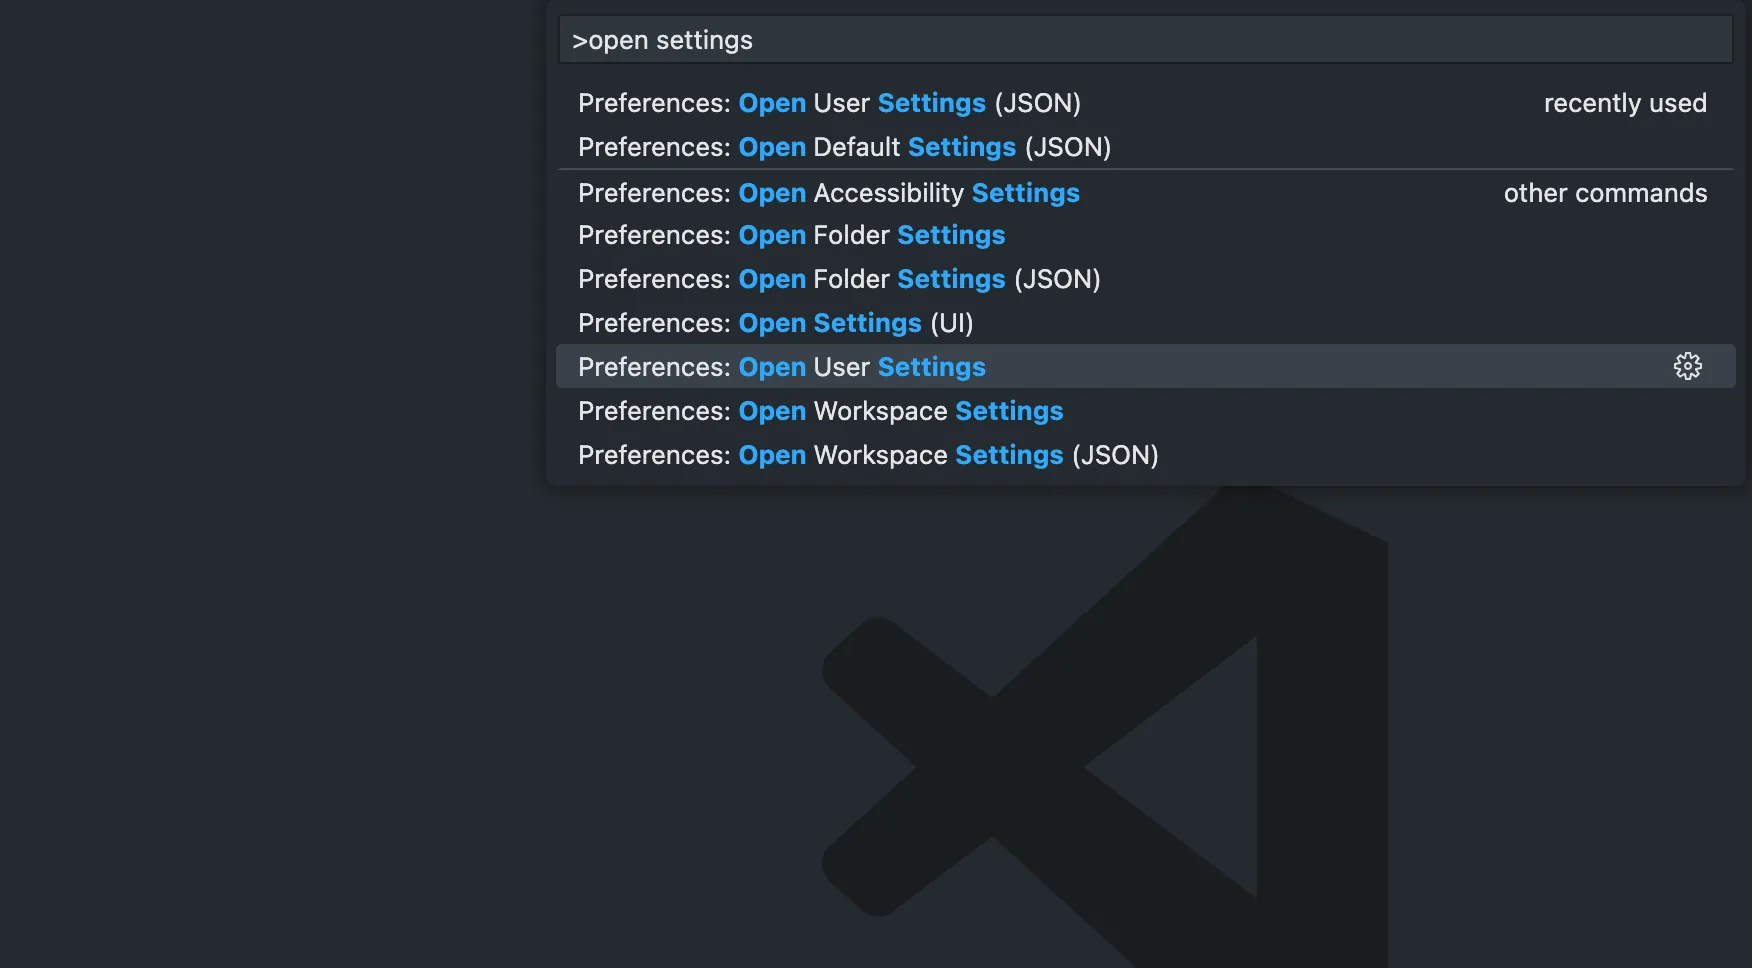 >open settings
Preferences: Open User Settings (JSON) recently used
Preferences: Open Default Settings (JSON)
Preferences: Open Accessibility Settings other commands
Preferences: Open Folder Settings
Preferences: Open Folder Settings (JSON)
Preferences: Open Settings (UI)
Preferences: Open User Settings
Preferences: Open Workspace Settings
Preferences: Open Workspace Settings (JSON)